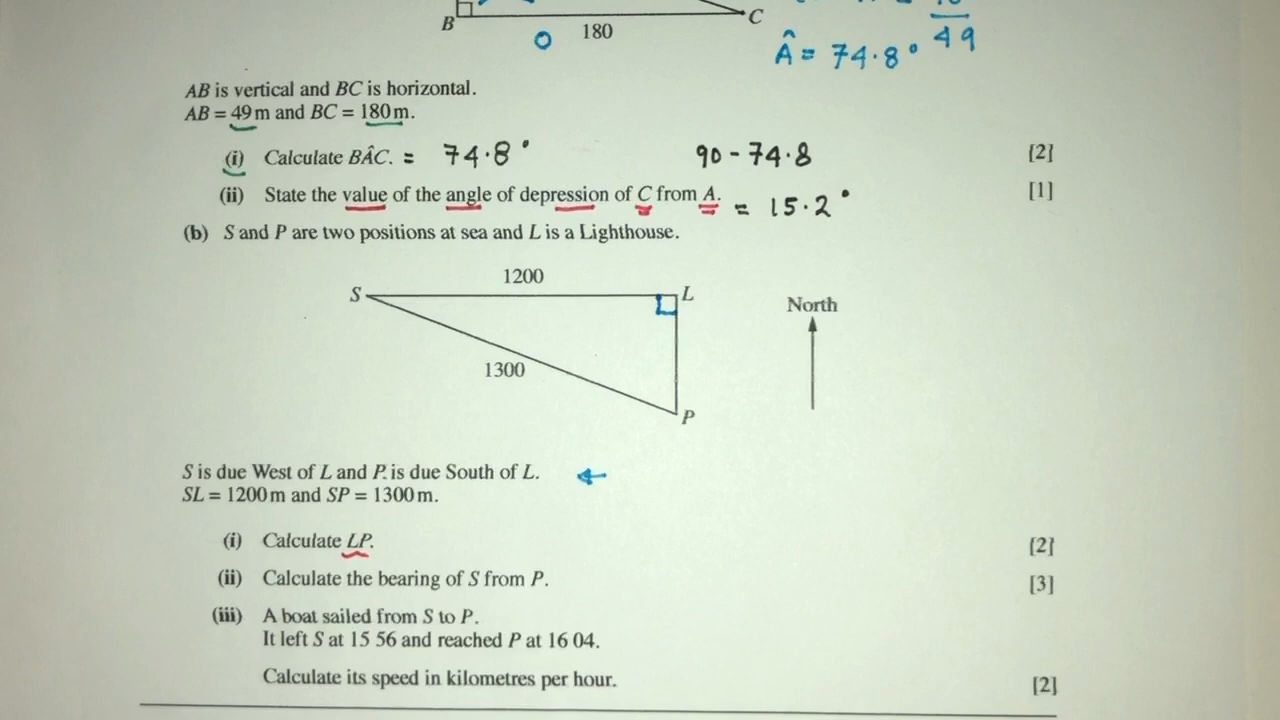 B
180
C
O
49
Â = 74.8°
AB is vertical and BC is horizontal.
AB = 49 m and BC = 180 m.
(i) Calculate BÂC. = 74.8° 90 - 74.8 [2]
(ii) State the value of the angle of depression of C from A. = 15.2° [1]
(b) S and P are two positions at sea and L is a Lighthouse.
1200
S
L
North
1300
P
S is due West of L and P is due South of L.
SL = 1200 m and SP = 1300 m.
(i) Calculate LP. [2]
(ii) Calculate the bearing of S from P. [3]
(iii) A boat sailed from S to P.
It left S at 15 56 and reached P at 16 04.
Calculate its speed in kilometres per hour. [2]